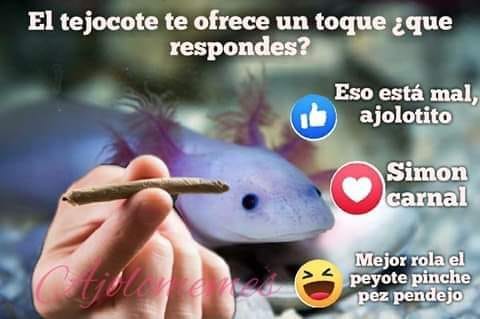 El tejocote te ofrece un toque ¿que
respondes?
Eso está mal,
ajolotito
Simon
carnal
Mejor rola el
peyote pinche
pez pendejo
Ajolomemes